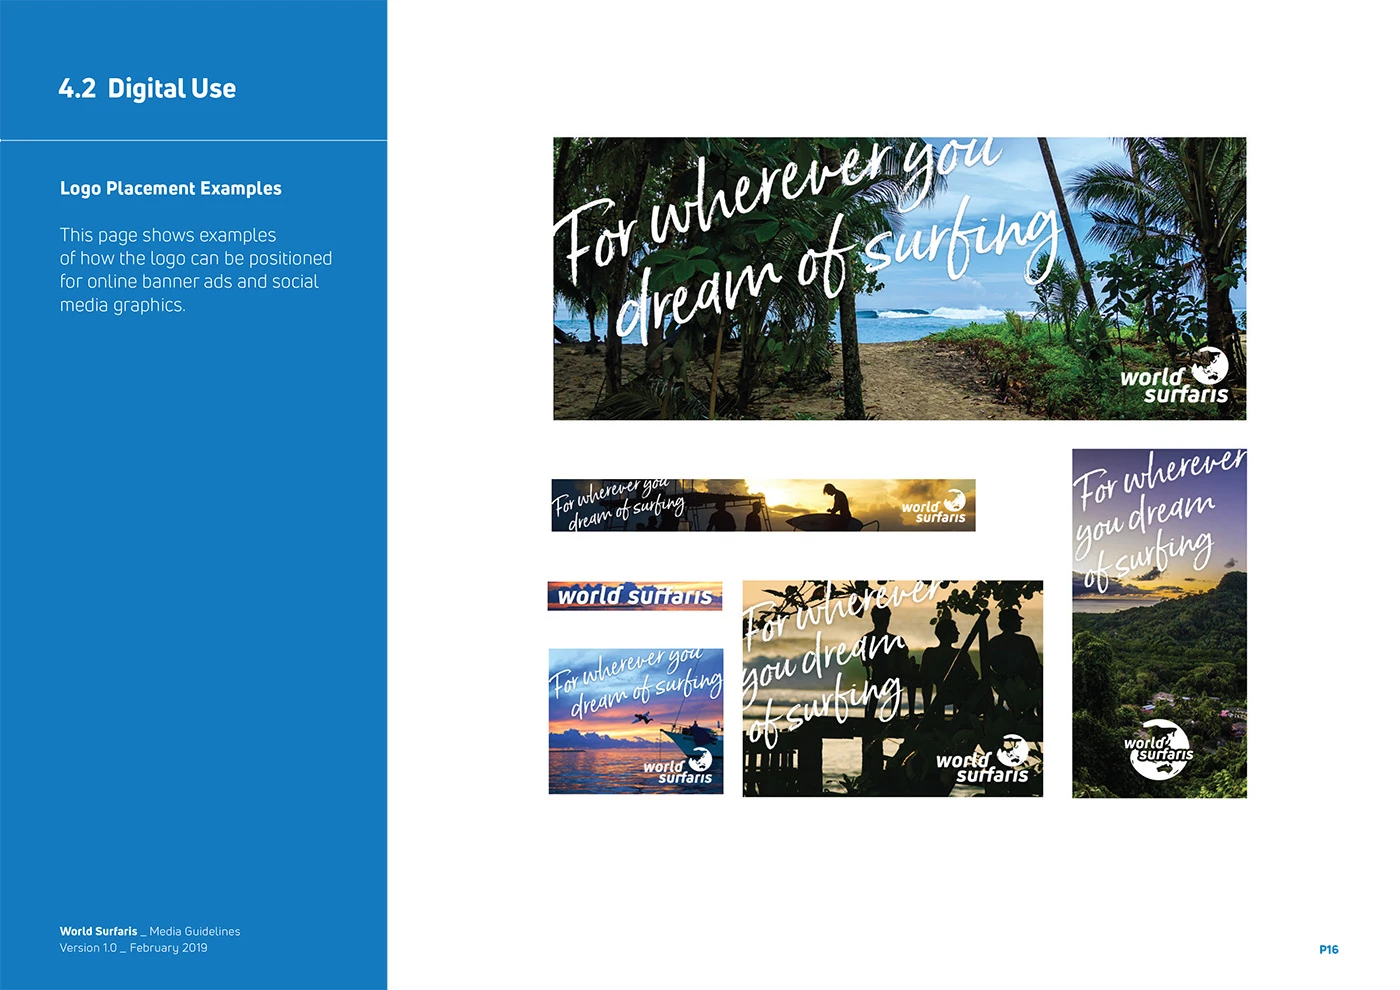 4.2 Digital Use
Logo Placement Examples
This page shows examples
of how the logo can be positioned
for online banner ads and social
media graphics.
World Surfaris _ Media Guidelines
Version 1.0 _ February 2019
For wherever you
dream of surfing
world
surfaris
For wherever you
dream of surfing
world
surfaris
For wherever
you dream
of surfing
world
surfaris
world surfaris
For wherever you
dream of surfing
world
surfaris
For wherever
you dream
of surfing
world
surfaris
P16